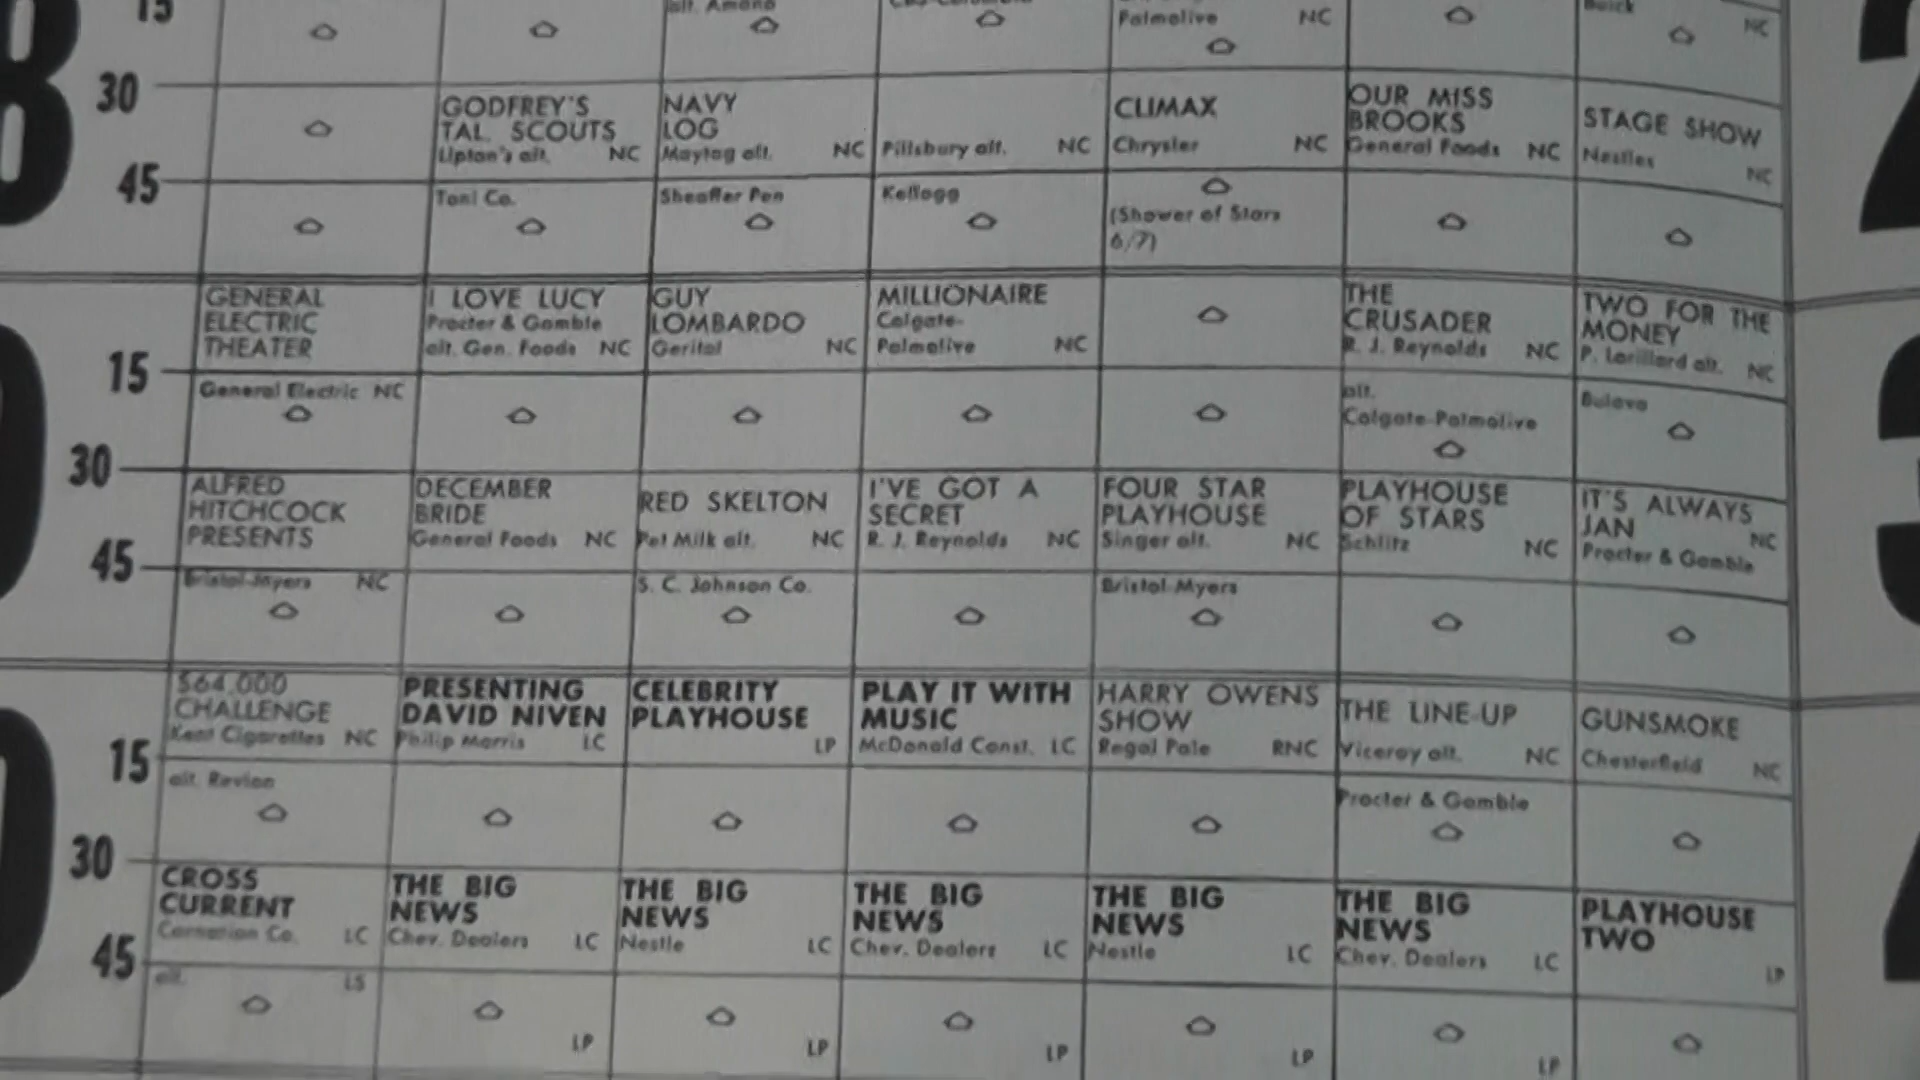 15
alt. Amana
Palmolive NC
Buick NC
8
30
GODFREY'S
TAL. SCOUTS
Lipton's alt. NC
NAVY
LOG
Maytag alt. NC
Pillsbury alt. NC
CLIMAX
Chrysler NC
OUR MISS
BROOKS
General Foods NC
STAGE SHOW
Nestles NC
45
Toni Co.
Sheaffer Pen
Kellogg
(Shower of Stars
6/7)
GENERAL
ELECTRIC
THEATER
I LOVE LUCY
Procter & Gamble
alt. Gen. Foods NC
GUY
LOMBARDO
Geritol NC
MILLIONAIRE
Colgate-
Palmolive NC
THE
CRUSADER
R. J. Reynolds NC
TWO FOR THE
MONEY
P. Lorillard alt. NC
15
General Electric NC
alt.
Colgate-Palmolive
Bulova
30
ALFRED
HITCHCOCK
PRESENTS
DECEMBER
BRIDE
General Foods NC
RED SKELTON
Pet Milk alt. NC
I'VE GOT A
SECRET
R. J. Reynolds NC
FOUR STAR
PLAYHOUSE
Singer alt. NC
PLAYHOUSE
OF STARS
Schlitz NC
IT'S ALWAYS
JAN NC
Procter & Gamble
45
Bristol-Myers NC
S. C. Johnson Co.
Bristol-Myers
$64,000
CHALLENGE
Kent Cigarettes NC
PRESENTING
DAVID NIVEN
Philip Morris LC
CELEBRITY
PLAYHOUSE
LP
PLAY IT WITH
MUSIC
McDonald Const. LC
HARRY OWENS
SHOW
Regal Pale RNC
THE LINE-UP
Viceroy alt. NC
GUNSMOKE
Chesterfield NC
15
alt. Revlon
Procter & Gamble
30
CROSS
CURRENT
Carnation Co. LC
THE BIG
NEWS
Chev. Dealers LC
THE BIG
NEWS
Nestle LC
THE BIG
NEWS
Chev. Dealers LC
THE BIG
NEWS
Nestle LC
THE BIG
NEWS
Chev. Dealers LC
PLAYHOUSE
TWO
LP
45
alt. LS
LP
LP
LP
LP
LP